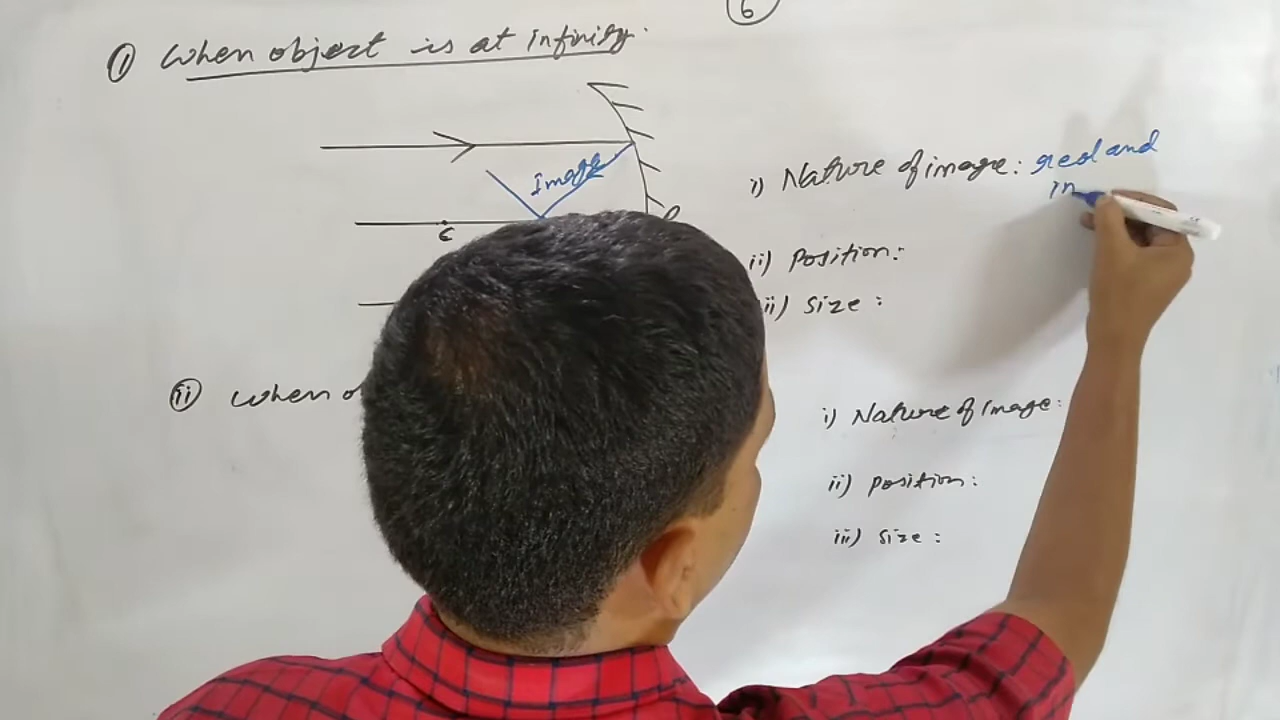 6
i) When object is at infinity.
Image
C
i) Nature of image: real and
in
ii) Position:
ii) Size :
ii) When o
i) Nature of Image:
ii) position:
iii) Size :